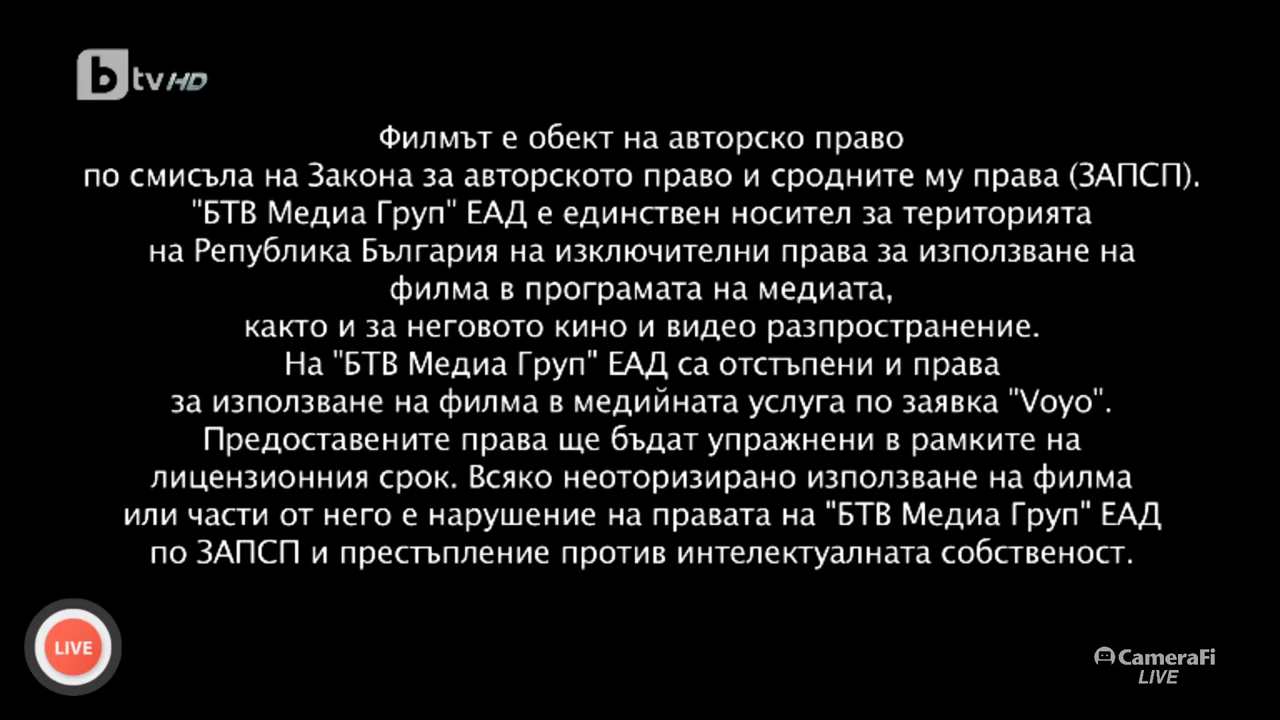 btv HD
Филмът е обект на авторско право
по смисъла на Закона за авторското право и сродните му права (ЗАПСП).
"БТВ Медиа Груп" ЕАД е единствен носител за територията
на Република България на изключителни права за използване на
филма в програмата на медиата,
както и за неговото кино и видео разпространение.
На "БТВ Медиа Груп" ЕАД са отстъпени и права
за използване на филма в медийната услуга по заявка "Voyo".
Предоставените права ще бъдат упражнени в рамките на
лицензионния срок. Всяко неоторизирано използване на филма
или части от него е нарушение на правата на "БТВ Медиа Груп" ЕАД
по ЗАПСП и престъпление против интелектуалната собственост.
LIVE
CameraFi
LIVE